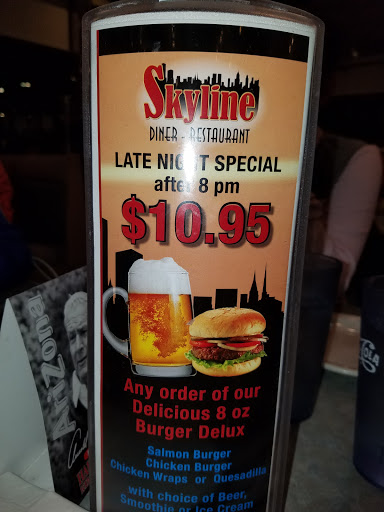 Skyline
DINER - RESTAURANT
LATE NIGHT SPECIAL
after 8 pm
$10.95
Any order of our
Delicious 8 oz
Burger Delux
Salmon Burger
Chicken Burger
Chicken Wraps or Quesadilla
with choice of Beer,
Smoothie or Ice Cream
AriZona